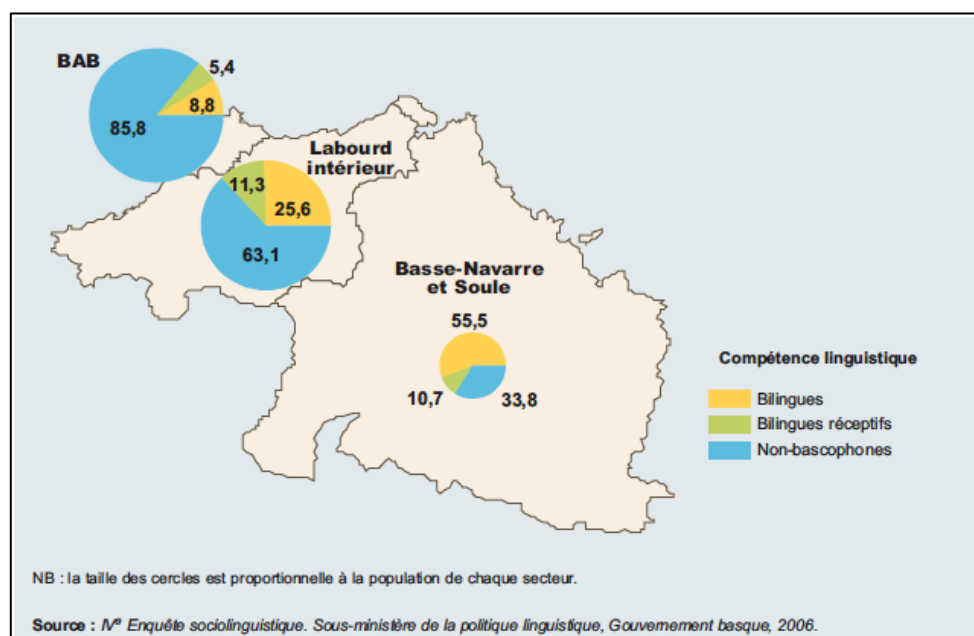 BAB
5,4
8,8
85,8
Labourd
intérieur
11,3
25,6
63,1
Basse-Navarre
et Soule
55,5
10,7
33,8
Compétence linguistique
Bilingues
Bilingues réceptifs
Non-bascophones
NB : la taille des cercles est proportionnelle à la population de chaque secteur.
Source : IVe Enquête sociolinguistique. Sous-ministère de la politique linguistique, Gouvernement basque, 2006.